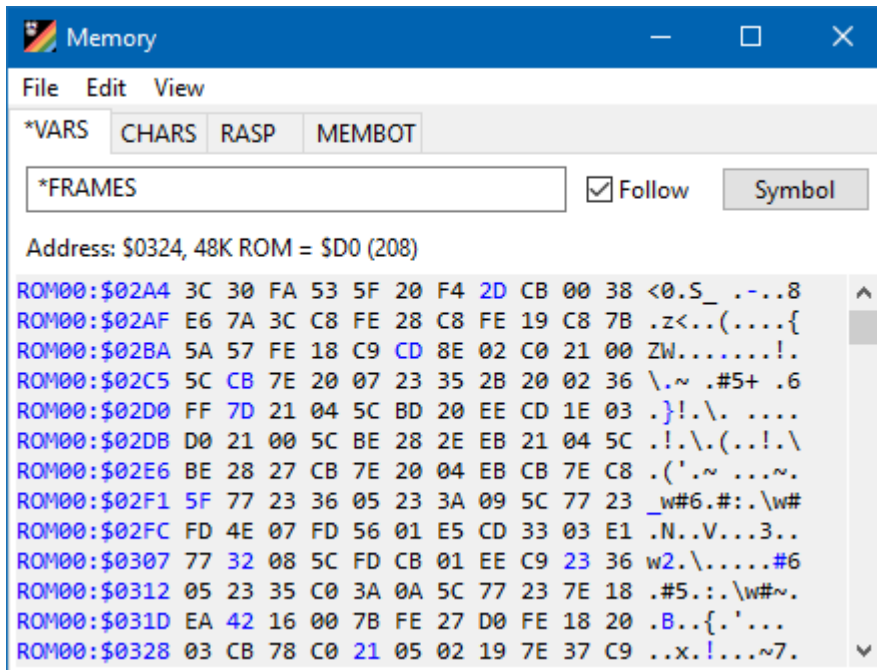 Memory
File Edit View
*VARS CHARS RASP MEMBOT
*FRAMES Follow Symbol
Address: $0324, 48K ROM = $D0 (208)
ROM00:$02A4 3C 30 FA 53 5F 20 F4 2D CB 00 38 <0.S_ .-..8
ROM00:$02AF E6 7A 3C C8 FE 28 C8 FE 19 C8 7B .z<..(....{
ROM00:$02BA 5A 57 FE 18 C9 CD 8E 02 C0 21 00 ZW.......!.
ROM00:$02C5 5C CB 7E 20 07 23 35 2B 20 02 36 \.~ .#5+ .6
ROM00:$02D0 FF 7D 21 04 5C BD 20 EE CD 1E 03 .}!.\. ....
ROM00:$02DB D0 21 00 5C BE 28 2E EB 21 04 5C .!.\.(..!.\
ROM00:$02E6 BE 28 27 CB 7E 20 04 EB CB 7E C8 .('.~ ...~.
ROM00:$02F1 5F 77 23 36 05 23 3A 09 5C 77 23 _w#6.#:.\w#
ROM00:$02FC FD 4E 07 FD 56 01 E5 CD 33 03 E1 .N..V...3..
ROM00:$0307 77 32 08 5C FD CB 01 EE C9 23 36 w2.\.....#6
ROM00:$0312 05 23 35 C0 3A 0A 5C 77 23 7E 18 .#5.:.\w#~.
ROM00:$031D EA 42 16 00 7B FE 27 D0 FE 18 20 .B..{.'...
ROM00:$0328 03 CB 78 C0 21 05 02 19 7E 37 C9 ..x.!...~7.